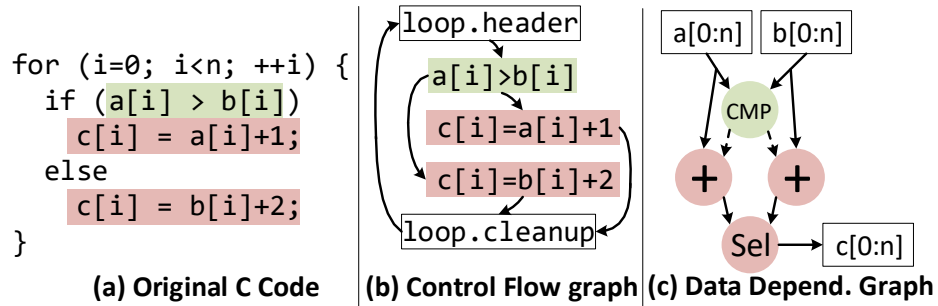 for (i=0; i<n; ++i) {
if (a[i] > b[i])
c[i] = a[i]+1;
else
c[i] = b[i]+2;
}
(a) Original C Code
loop.header
a[i]>b[i]
c[i]=a[i]+1
c[i]=b[i]+2
loop.cleanup
(b) Control Flow graph
a[0:n] b[0:n]
CMP
+ +
Sel c[0:n]
(c) Data Depend. Graph